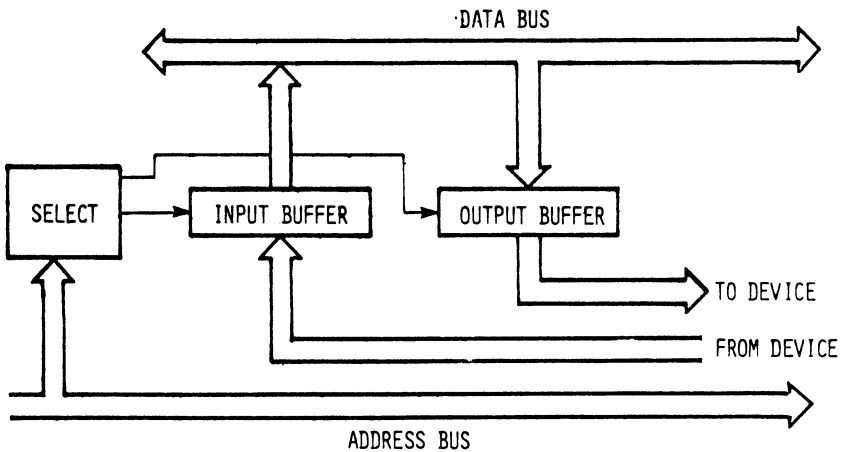 DATA BUS
SELECT
INPUT BUFFER
OUTPUT BUFFER
TO DEVICE
FROM DEVICE
ADDRESS BUS